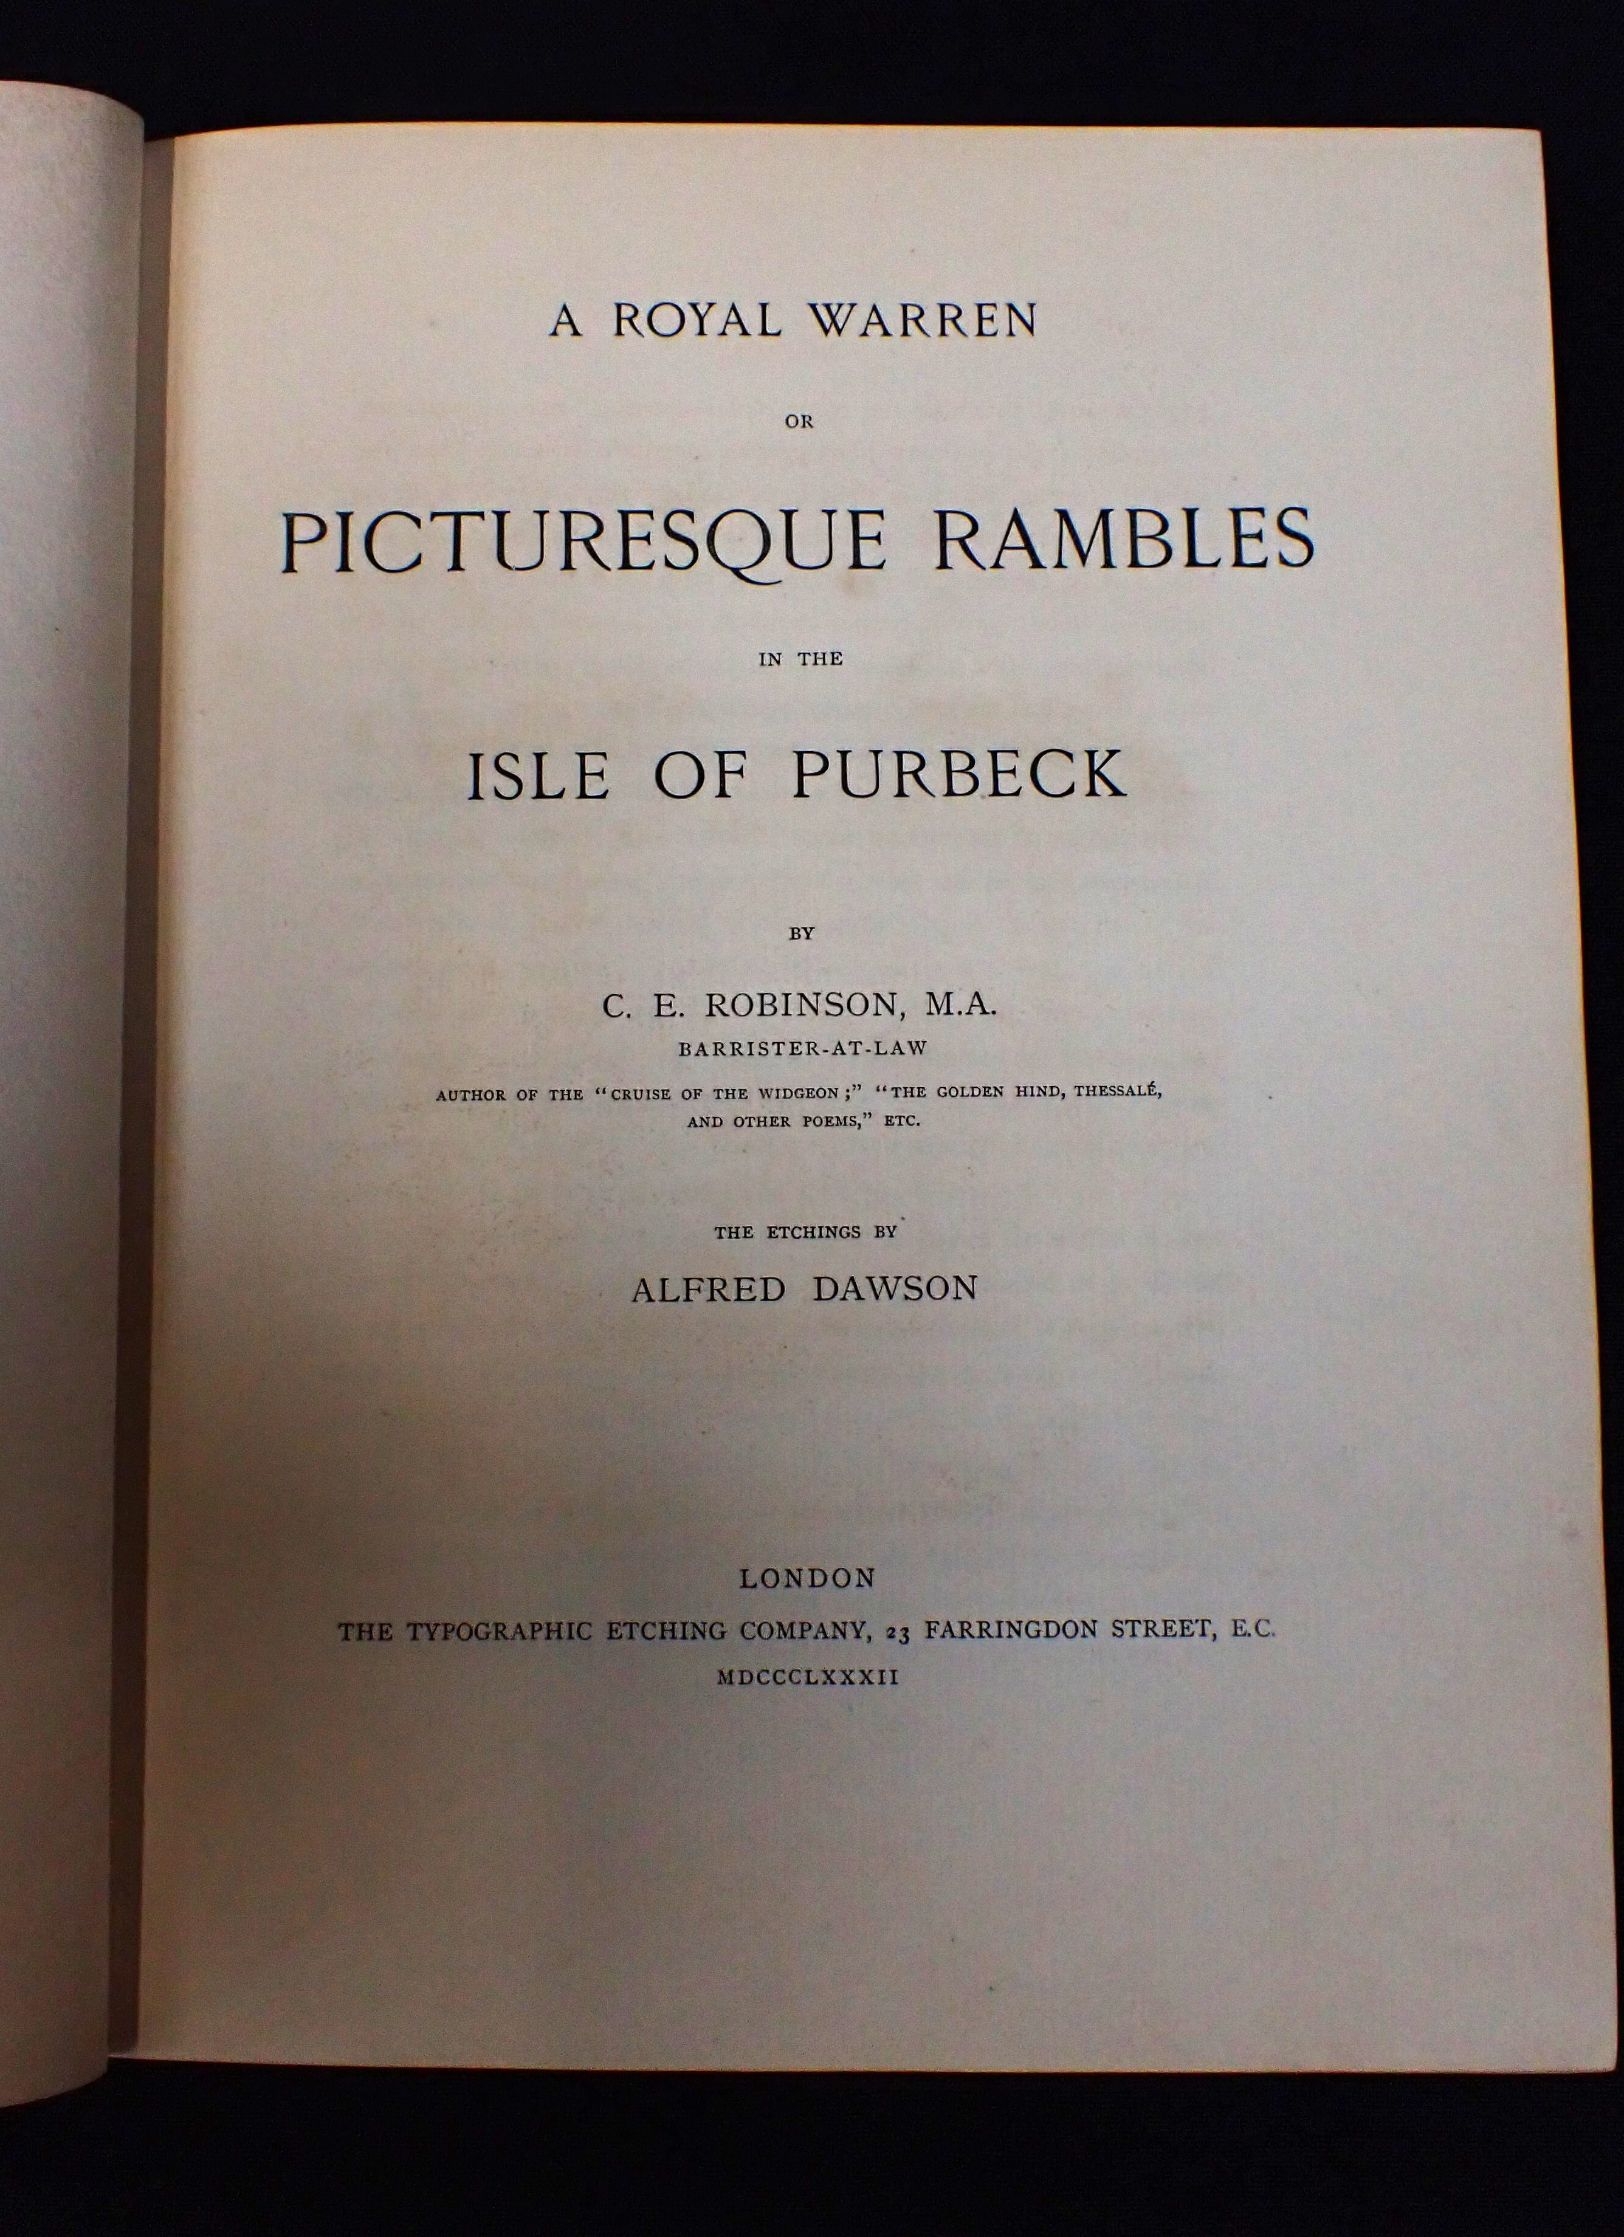 A ROYAL WARREN
OR
PICTURESQUE RAMBLES
IN THE
ISLE OF PURBECK
BY
C. E. ROBINSON, M.A.
BARRISTER-AT-LAW
AUTHOR OF THE “CRUISE OF THE WIDGEON;” “THE GOLDEN HIND, THESSALÉ,
AND OTHER POEMS,” ETC.
THE ETCHINGS BY
ALFRED DAWSON
LONDON
THE TYPOGRAPHIC ETCHING COMPANY, 23 FARRINGDON STREET, E.C.
MDCCCLXXXII